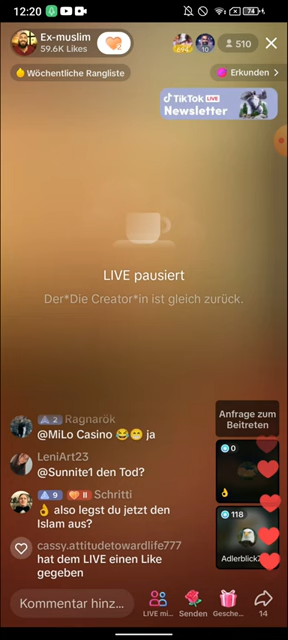 12:20
74
Ex-muslim
59.6K Likes
10
510
Wöchentliche Rangliste
Erkunden >
TikTok LIVE
Newsletter
LIVE pausiert
Der*Die Creator*in ist gleich zurück.
2 Ragnarök
@MiLo Casino 😂😁 ja
LeniArt23
@Sunnite1 den Tod?
9 II Schritti
👌 also legst du jetzt den
Islam aus?
cassy.attitudetowardlife777
hat dem LIVE einen Like
gegeben
Anfrage zum
Beitreten
0
👌
118
Adlerblick
Kommentar hinz...
LIVE mi...
Senden
Gesche...
14